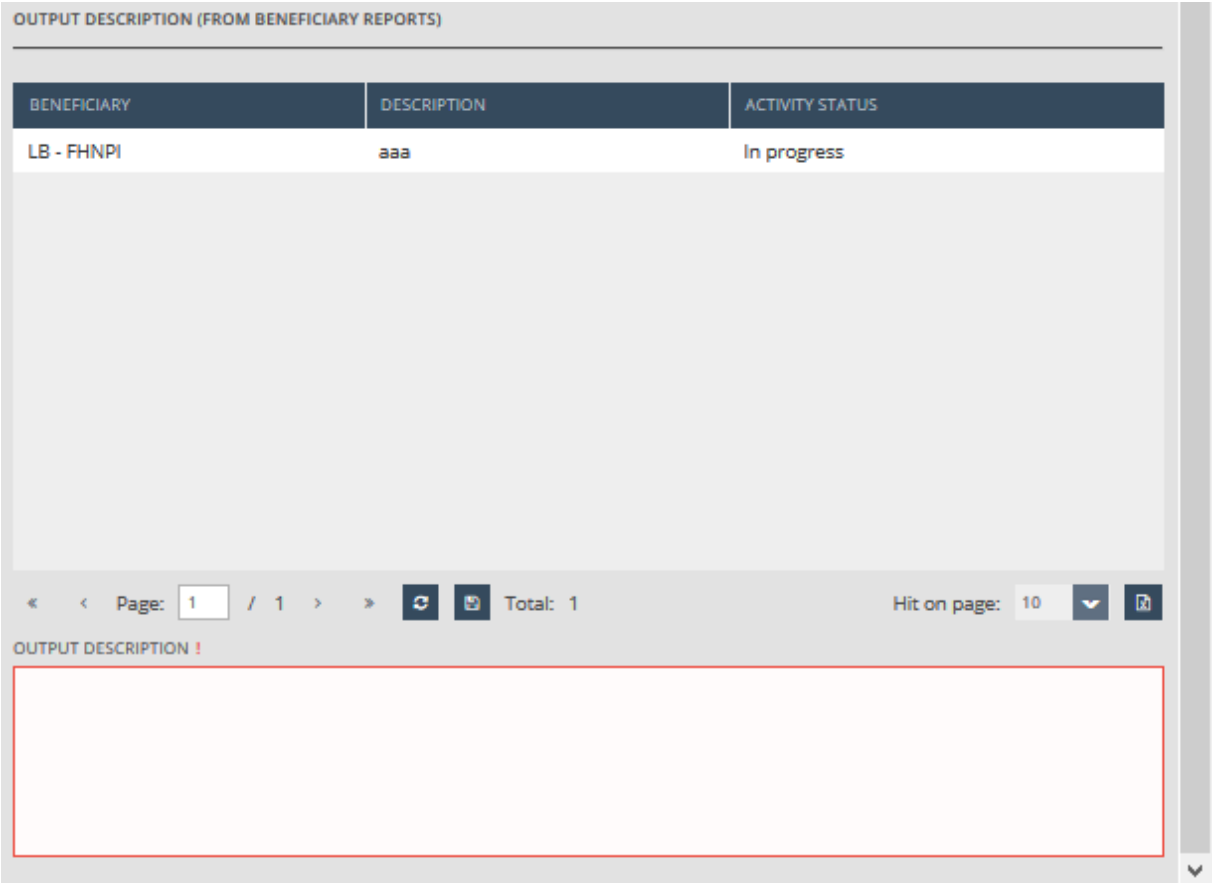 OUTPUT DESCRIPTION (FROM BENEFICIARY REPORTS)
BENEFICIARY DESCRIPTION ACTIVITY STATUS
LB - FHNPI aaa In progress
« < Page: 1 / 1 > » Total: 1 Hit on page: 10
OUTPUT DESCRIPTION !